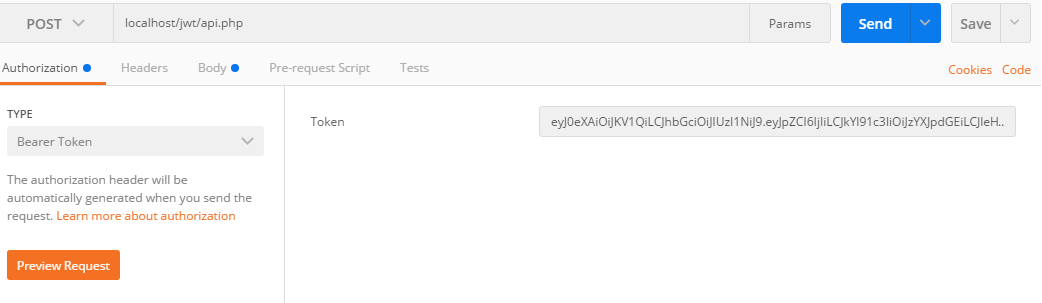 POST localhost/jwt/api.php Params Send Save
Authorization Headers Body Pre-request Script Tests Cookies Code
TYPE
Bearer Token
The authorization header will be
automatically generated when you send the
request. Learn more about authorization
Preview Request
Token eyJ0eXAiOiJKV1QiLCJhbGciOiJIUzI1NiJ9.eyJpZCI6IjIiLCJkYl91c3IiOiJzYXJpdGEiLCJleH..